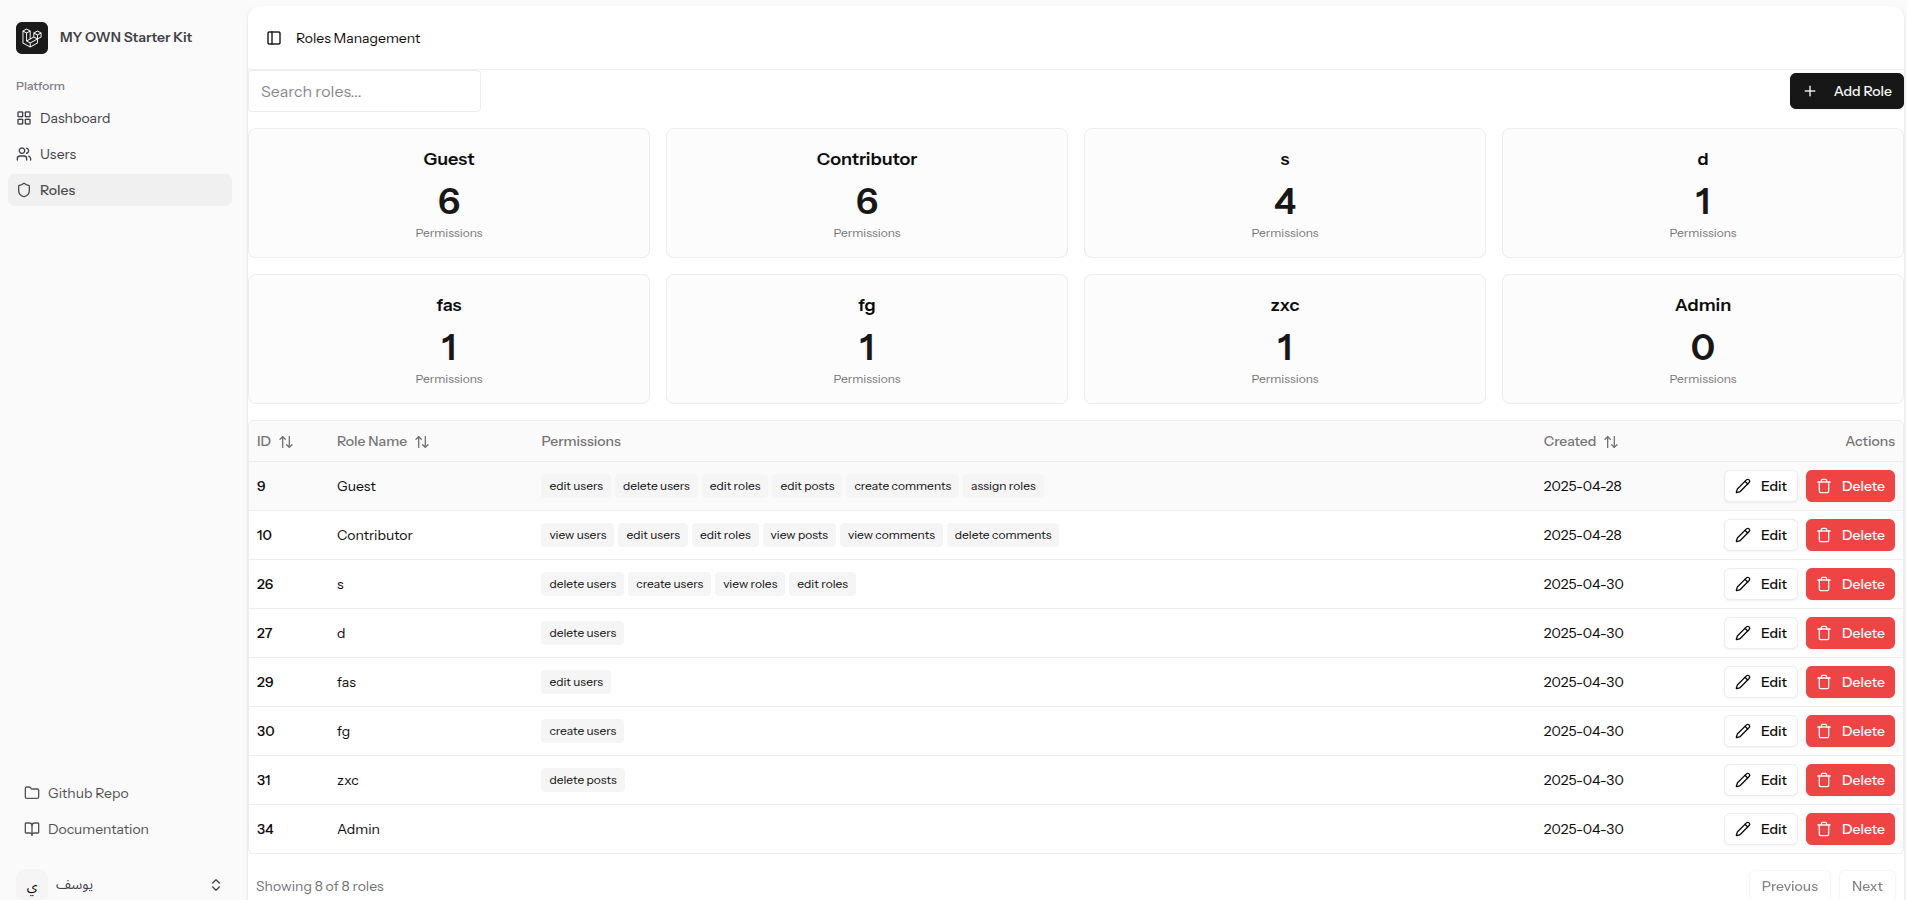 MY OWN Starter Kit
Platform
Dashboard
Users
Roles
Github Repo
Documentation
ي يوسف
Roles Management
Search roles...
Add Role
Guest
6
Permissions
Contributor
6
Permissions
s
4
Permissions
d
1
Permissions
fas
1
Permissions
fg
1
Permissions
zxc
1
Permissions
Admin
0
Permissions
ID Role Name Permissions Created Actions
9 Guest edit users delete users edit roles edit posts create comments assign roles 2025-04-28 Edit Delete
10 Contributor view users edit users edit roles view posts view comments delete comments 2025-04-28 Edit Delete
26 s delete users create users view roles edit roles 2025-04-30 Edit Delete
27 d delete users 2025-04-30 Edit Delete
29 fas edit users 2025-04-30 Edit Delete
30 fg create users 2025-04-30 Edit Delete
31 zxc delete posts 2025-04-30 Edit Delete
34 Admin 2025-04-30 Edit Delete
Showing 8 of 8 roles Previous Next